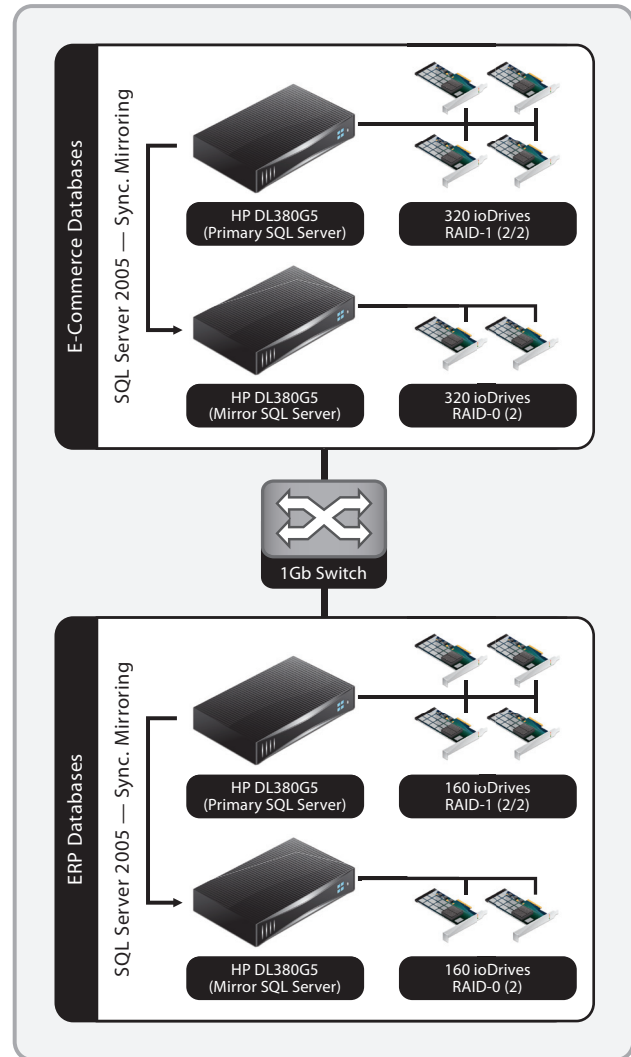 E-Commerce Databases
SQL Server 2005 — Sync. Mirroring
HP DL380G5
(Primary SQL Server)
320 ioDrives
RAID-1 (2/2)
HP DL380G5
(Mirror SQL Server)
320 ioDrives
RAID-0 (2)
1Gb Switch
ERP Databases
SQL Server 2005 — Sync. Mirroring
HP DL380G5
(Primary SQL Server)
160 ioDrives
RAID-1 (2/2)
HP DL380G5
(Mirror SQL Server)
160 ioDrives
RAID-0 (2)